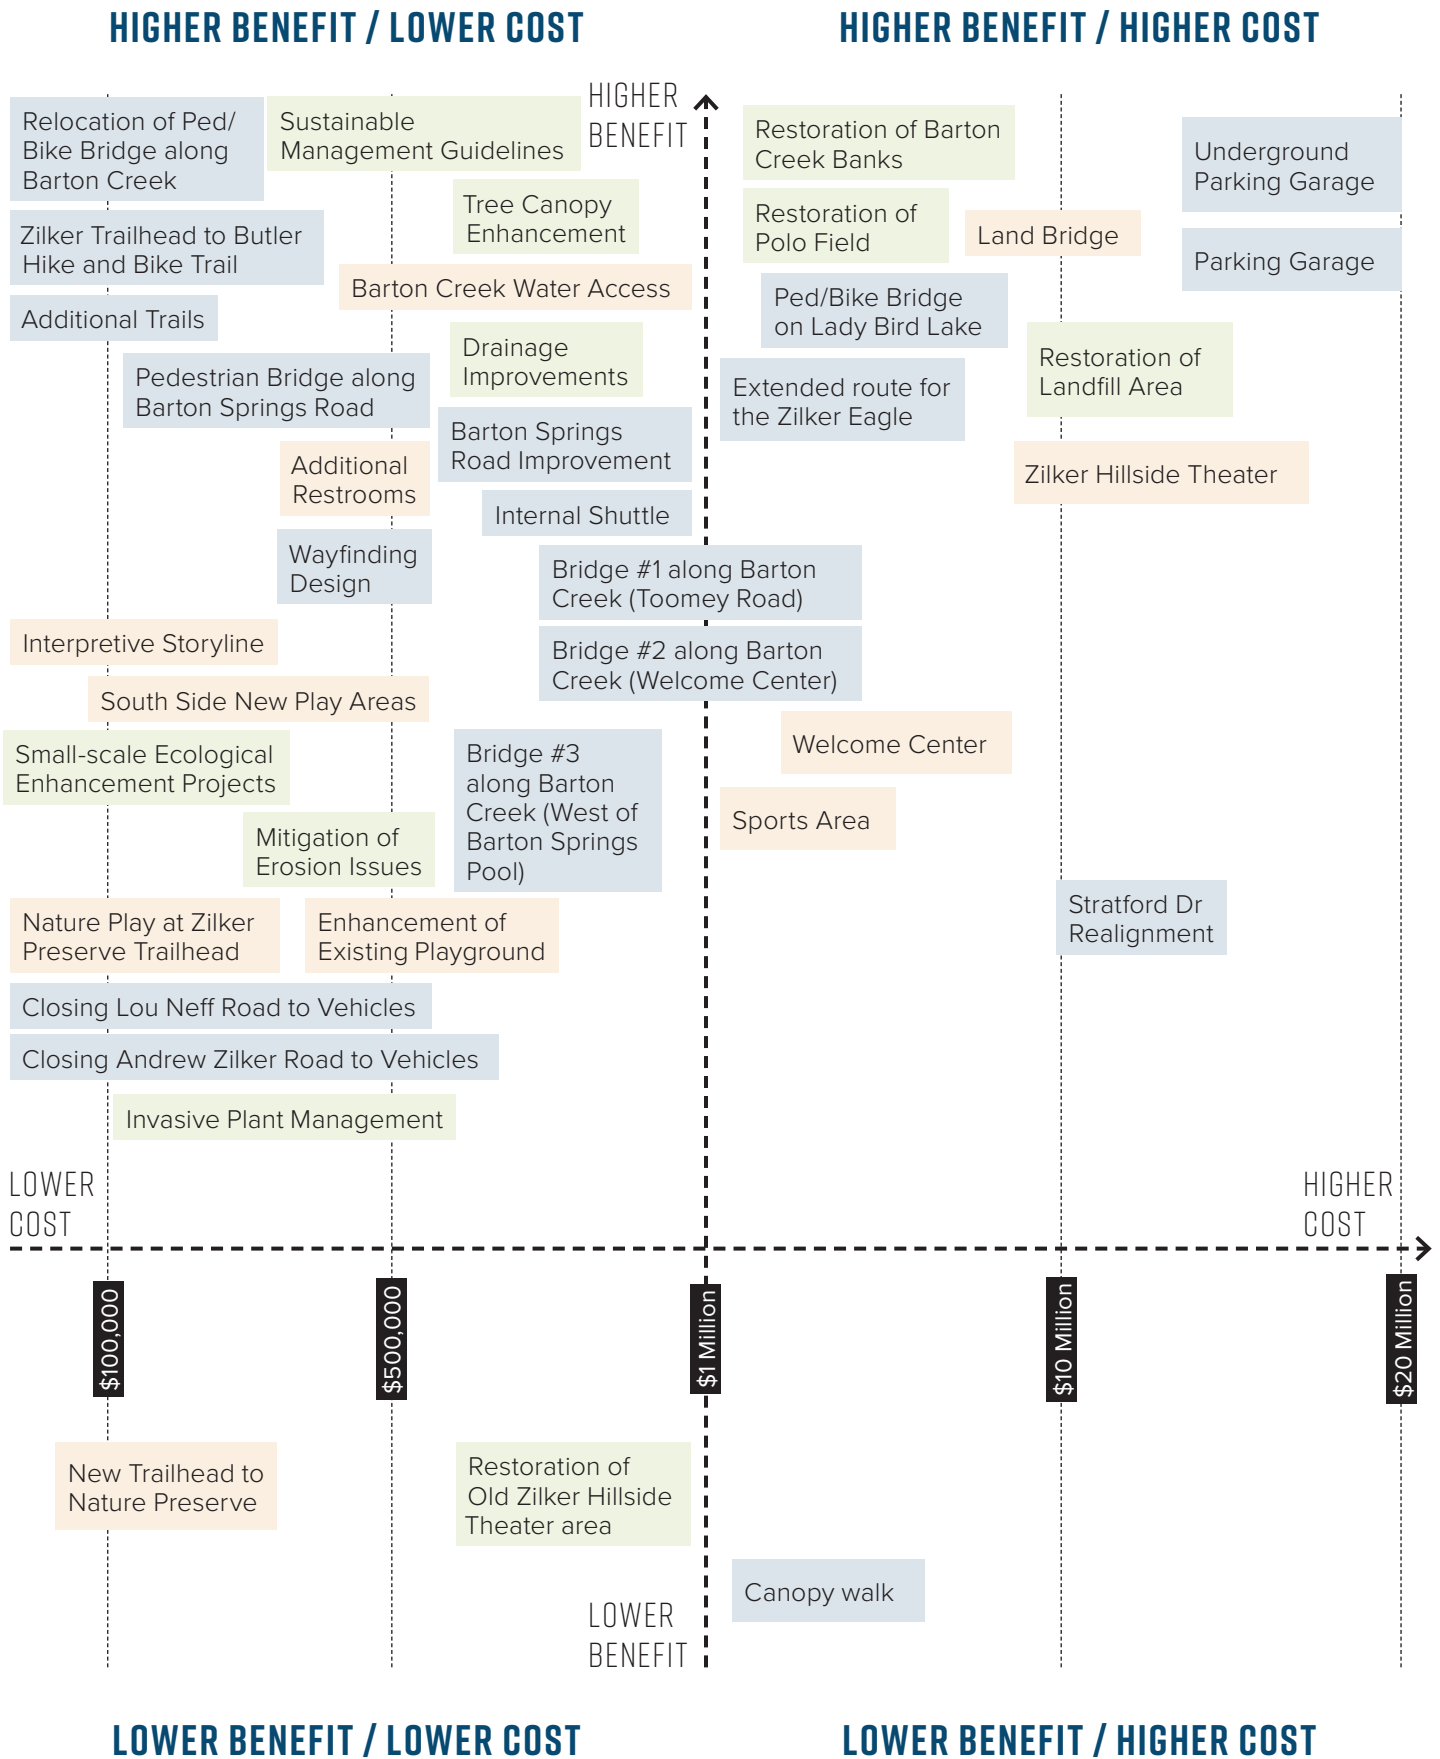 HIGHER BENEFIT / LOWER COST
HIGHER BENEFIT / HIGHER COST
HIGHER
BENEFIT
Relocation of Ped/
Bike Bridge along
Barton Creek
Sustainable
Management Guidelines
Tree Canopy
Enhancement
Zilker Trailhead to Butler
Hike and Bike Trail
Barton Creek Water Access
Additional Trails
Drainage
Improvements
Pedestrian Bridge along
Barton Springs Road
Barton Springs
Road Improvement
Additional
Restrooms
Internal Shuttle
Wayfinding
Design
Bridge #1 along Barton
Creek (Toomey Road)
Interpretive Storyline
Bridge #2 along Barton
Creek (Welcome Center)
South Side New Play Areas
Small-scale Ecological
Enhancement Projects
Bridge #3
along Barton
Creek (West of
Barton Springs
Pool)
Mitigation of
Erosion Issues
Nature Play at Zilker
Preserve Trailhead
Enhancement of
Existing Playground
Closing Lou Neff Road to Vehicles
Closing Andrew Zilker Road to Vehicles
Invasive Plant Management
Restoration of Barton
Creek Banks
Underground
Parking Garage
Restoration of
Polo Field
Land Bridge
Parking Garage
Ped/Bike Bridge
on Lady Bird Lake
Restoration of
Landfill Area
Extended route for
the Zilker Eagle
Zilker Hillside Theater
Welcome Center
Sports Area
Stratford Dr
Realignment
LOWER
COST
HIGHER
COST
$100,000
$500,000
$1 Million
$10 Million
$20 Million
New Trailhead to
Nature Preserve
Restoration of
Old Zilker Hillside
Theater area
Canopy walk
LOWER
BENEFIT
LOWER BENEFIT / LOWER COST
LOWER BENEFIT / HIGHER COST